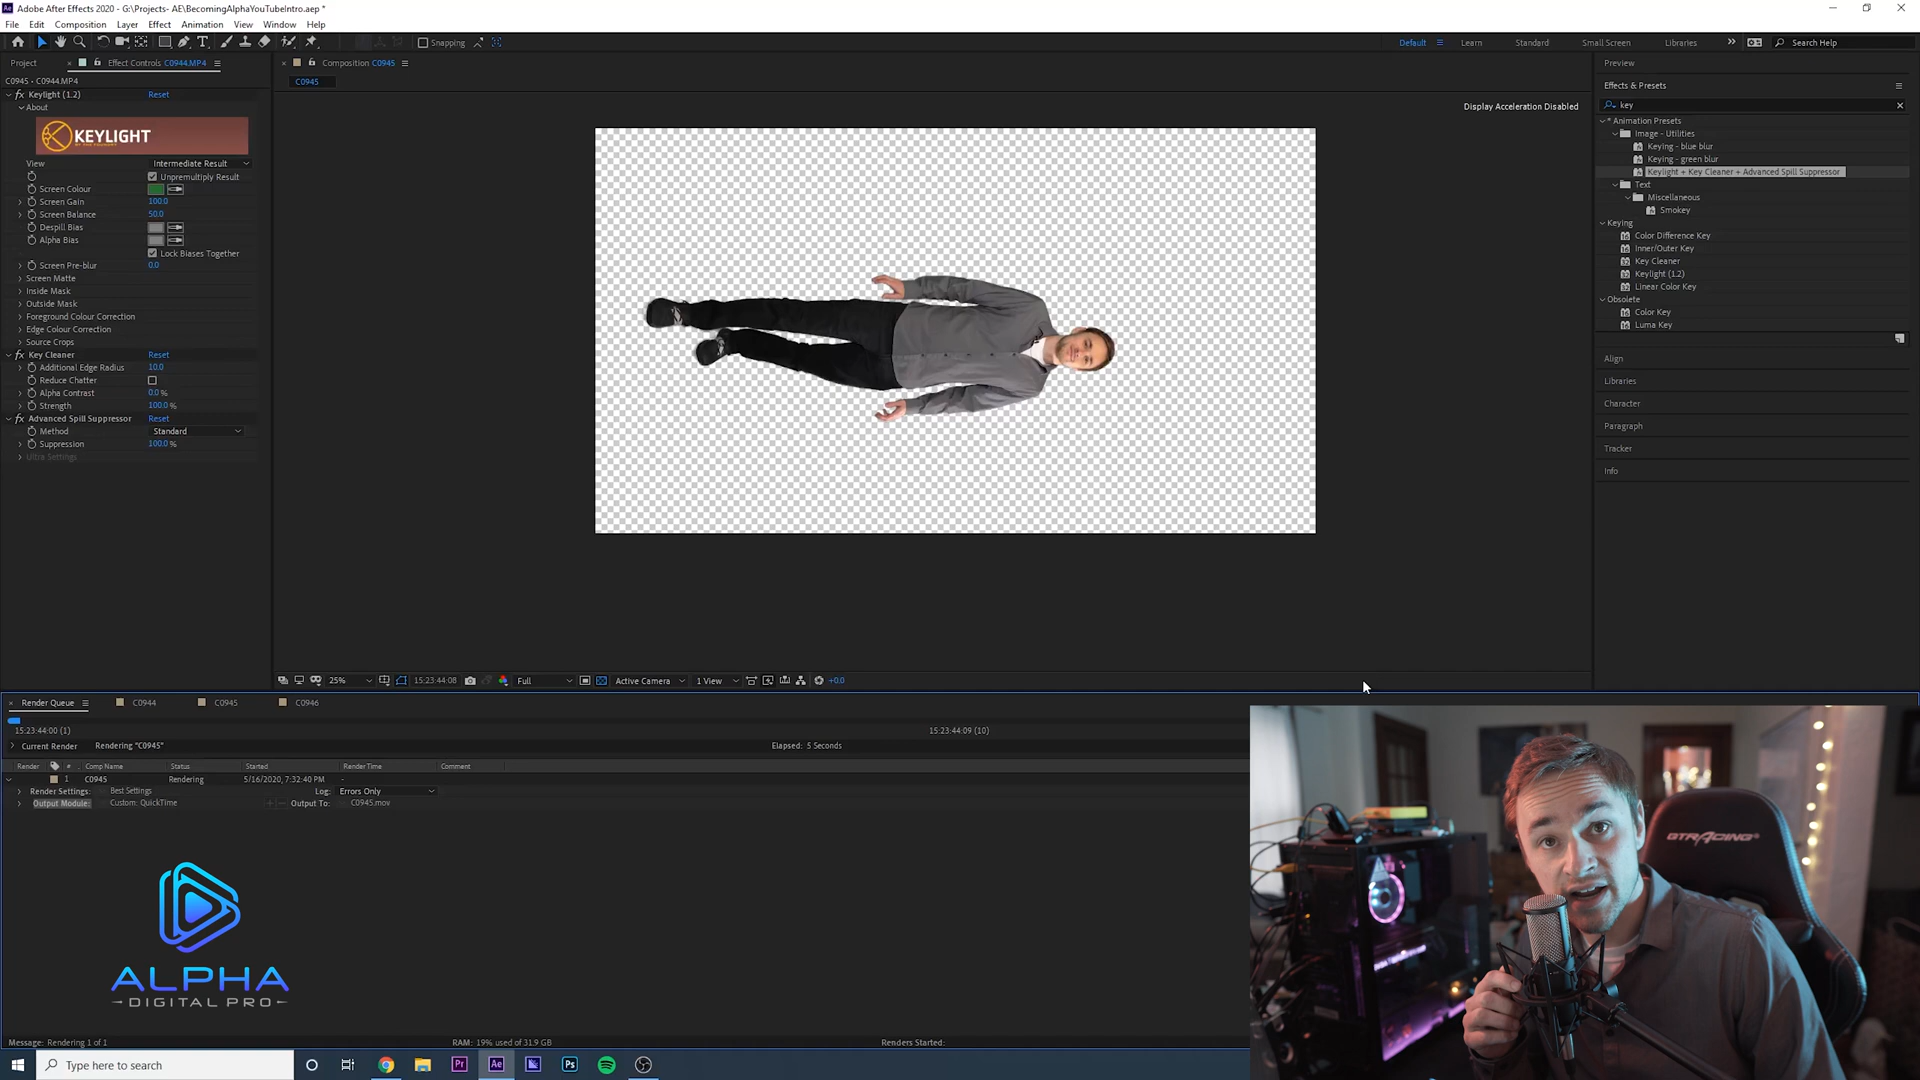 Adobe After Effects 2020 - G:\Projects- AE\BecomingAlphaYouTubeIntro.aep *
File Edit Composition Layer Effect Animation View Window Help
Snapping
Default Learn Standard Small Screen Libraries Search Help
Project Effect Controls C0944.MP4
C0945 • C0944.MP4
Keylight (1.2) Reset
About
KEYLIGHT
BY THE FOUNDRY
View Intermediate Result
Unpremultiply Result
Screen Colour
Screen Gain 100.0
Screen Balance 50.0
Despill Bias
Alpha Bias
Lock Biases Together
Screen Pre-blur 0.0
Screen Matte
Inside Mask
Outside Mask
Foreground Colour Correction
Edge Colour Correction
Source Crops
Key Cleaner Reset
Additional Edge Radius 10.0
Reduce Chatter
Alpha Contrast 0.0 %
Strength 100.0 %
Advanced Spill Suppressor Reset
Method Standard
Suppression 100.0 %
Ultra Settings
Composition C0945
C0945
Display Acceleration Disabled
25% 15:23:44:08 Full Active Camera 1 View +0.0
Preview
Effects & Presets
key
* Animation Presets
Image - Utilities
Keying - blue blur
Keying - green blur
Keylight + Key Cleaner + Advanced Spill Suppressor
Text
Miscellaneous
Smokey
Keying
Color Difference Key
Inner/Outer Key
Key Cleaner
Keylight (1.2)
Linear Color Key
Obsolete
Color Key
Luma Key
Align
Libraries
Character
Paragraph
Tracker
Info
Render Queue C0944 C0945 C0946
15:23:44:00 (1) 15:23:44:09 (10)
Current Render Rendering "C0945" Elapsed: 5 Seconds
Render # Comp Name Status Started Render Time Comment
1 C0945 Rendering 5/16/2020, 7:32:40 PM -
Render Settings: Best Settings Log: Errors Only
Output Module: Custom: QuickTime Output To: C0945.mov
ALPHA
DIGITAL PRO
GTRACING
Message: Rendering 1 of 1 RAM: 19% used of 31.9 GB Renders Started:
Type here to search
Pr Ae Ps